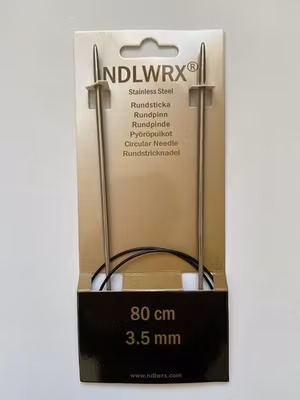 NDLWRX®
Stainless Steel
Rundsticka
Rundpinn
Rundpinde
Pyöröpuikot
Circular Needle
Rundstricknadel
80 cm
3.5 mm
www.ndlwrx.com